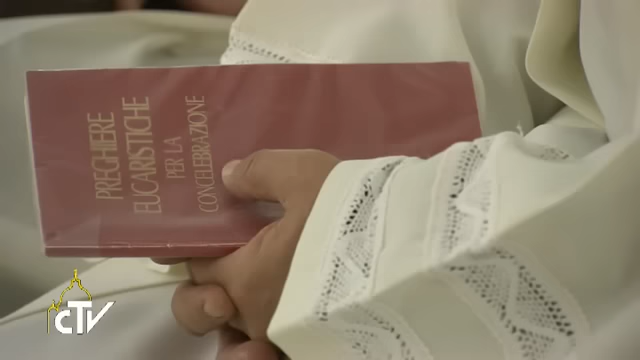 PREGHIERE
EUCARISTICHE
PER LA
CONCELEBRAZIONE
CTV